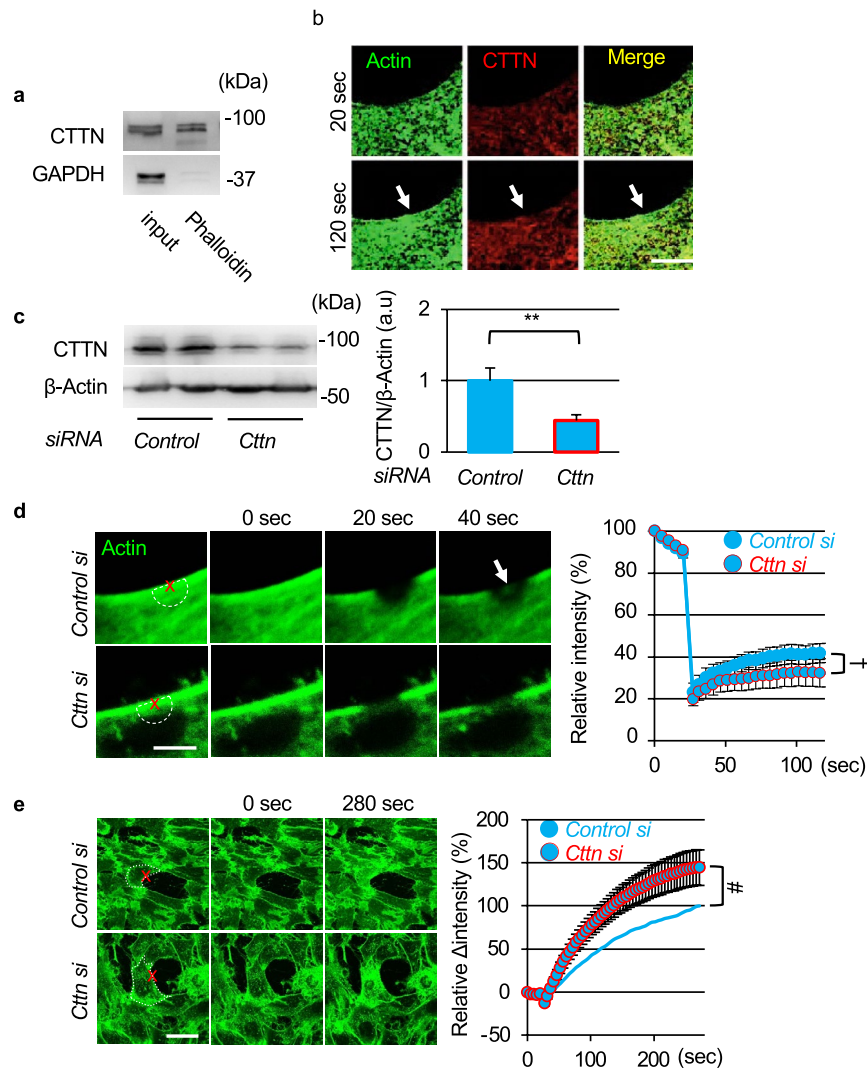 a
(kDa)
CTTN
-100
GAPDH
-37
input
Phalloidin
b
Actin
CTTN
Merge
20 sec
120 sec
c
(kDa)
CTTN
-100
β-Actin
-50
siRNA
Control
Cttn
CTTN/β-Actin (a.u)
2
1
0
**
siRNA
Control
Cttn
d
0 sec
20 sec
40 sec
Actin
Control si
Cttn si
X
X
Relative intensity (%)
100
80
60
40
20
0
Control si
Cttn si
†
0
50
100
(sec)
e
0 sec
280 sec
Control si
Cttn si
X
X
Relative Δintensity (%)
200
150
100
50
0
-50
Control si
Cttn si
#
0
100
200
(sec)